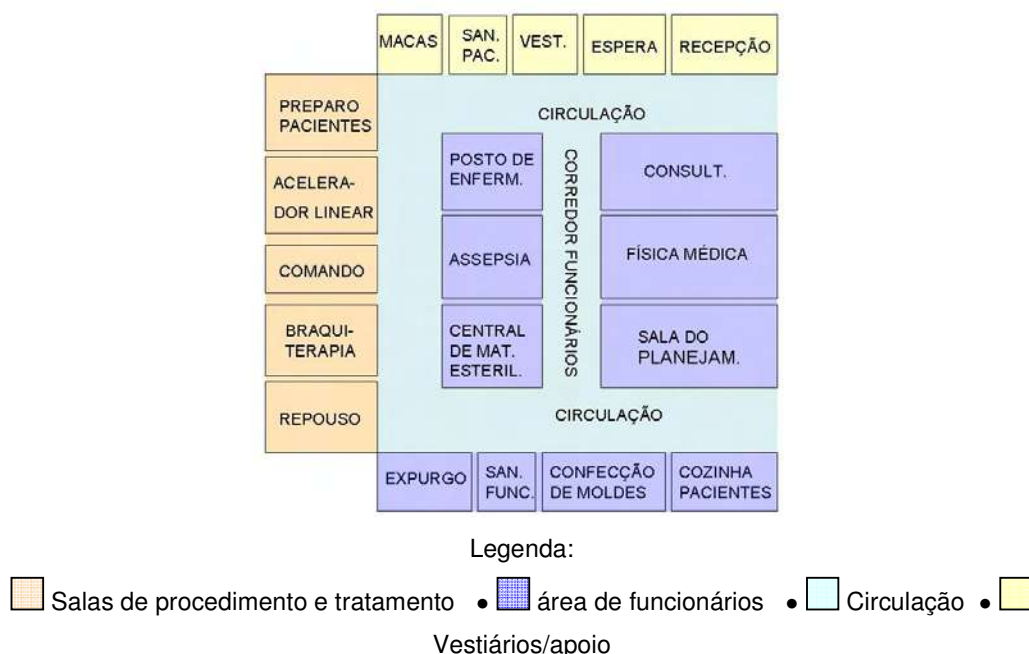 MACAS
SAN.
PAC.
VEST.
ESPERA
RECEPÇÃO
PREPARO
PACIENTES
CIRCULAÇÃO
POSTO DE
ENFERM.
CORREDOR FUNCIONÁRIOS
CONSULT.
ACELERA-
DOR LINEAR
ASSEPSIA
FÍSICA MÉDICA
COMANDO
BRAQUI-
TERAPIA
CENTRAL
DE MAT.
ESTERIL.
SALA DO
PLANEJAM.
REPOUSO
CIRCULAÇÃO
EXPURGO
SAN.
FUNC.
CONFECÇÃO
DE MOLDES
COZINHA
PACIENTES
Legenda:
Salas de procedimento e tratamento • área de funcionários • Circulação •
Vestiários/apoio